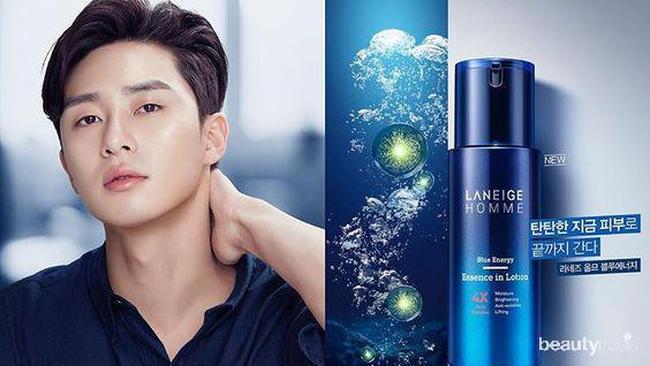 NEW
LANEIGE
HOMME
Blue Energy
Essence in Lotion
4X
Moisture
Brightening
Anti-wrinkle
Lifting
탄탄한 지금 피부로
끝까지 간다
라네즈 옴므 블루에너지